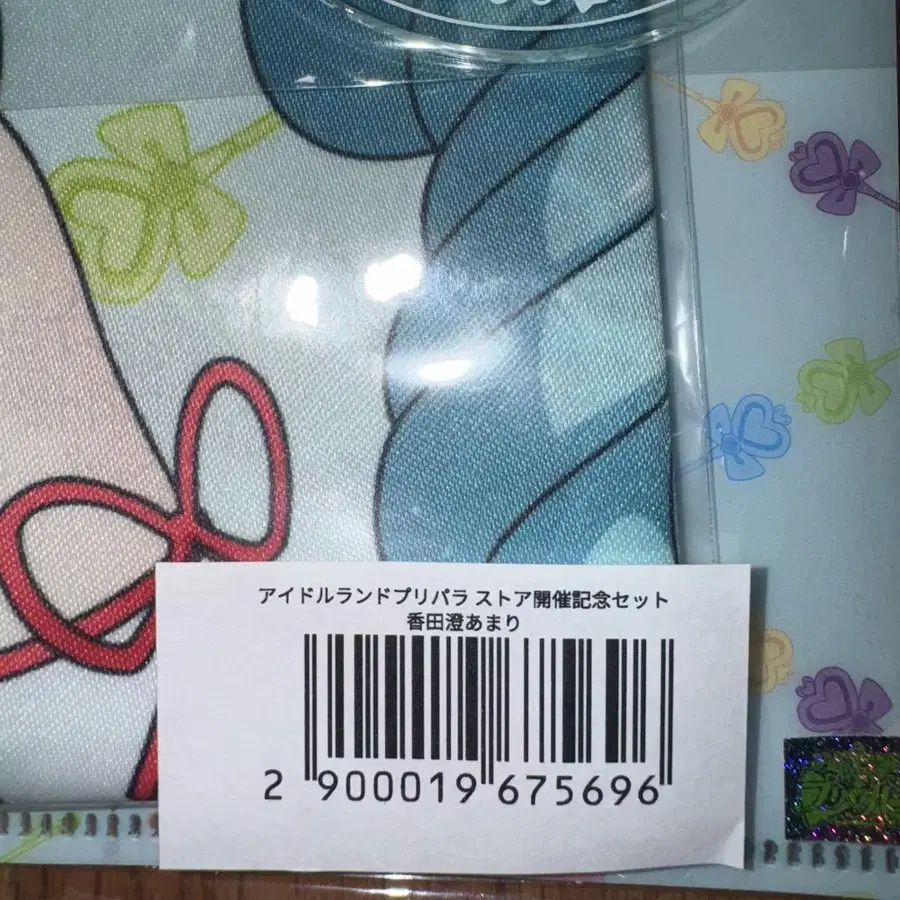 アイドルランドプリパラ ストア開催記念セット
香田澄あまり
2 900019 675696